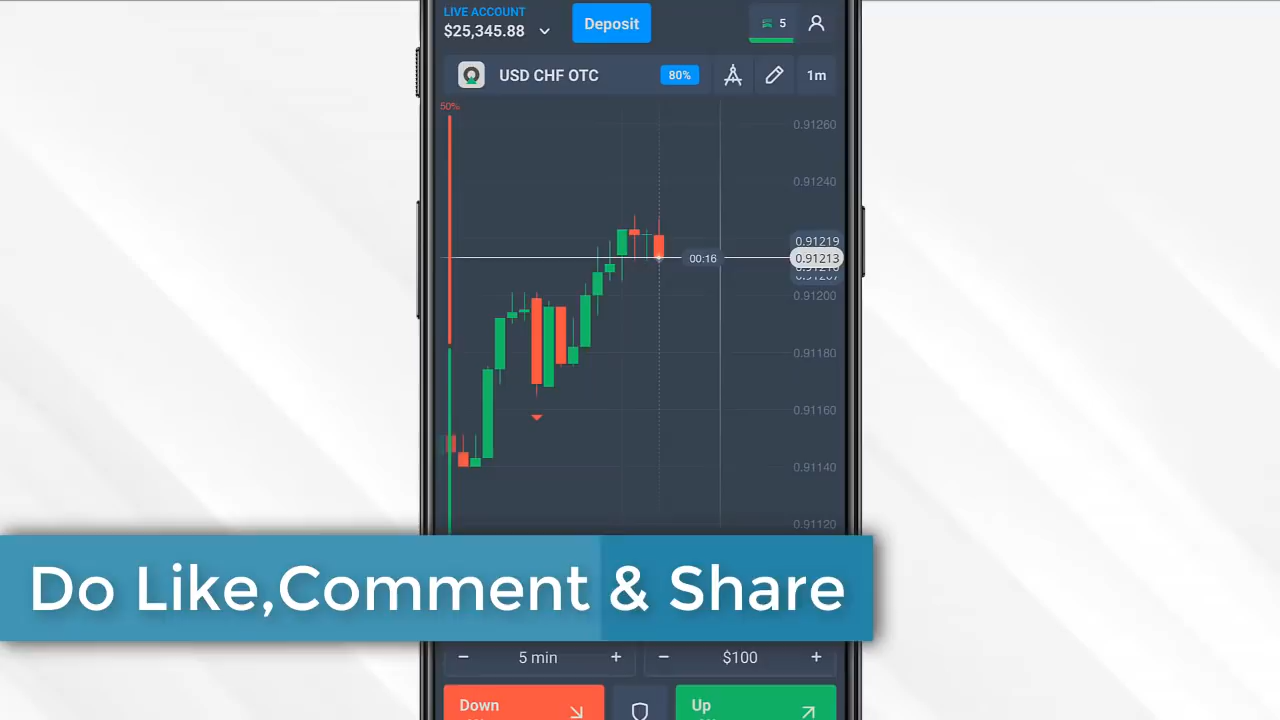 LIVE ACCOUNT
$25,345.88
Deposit
5
USD CHF OTC
80%
1m
50%
0.91260
0.91240
0.91219
00:16
0.91213
0.91200
0.91180
0.91160
0.91140
0.91120
Do Like,Comment & Share
- 5 min +
- $100 +
Down
Up